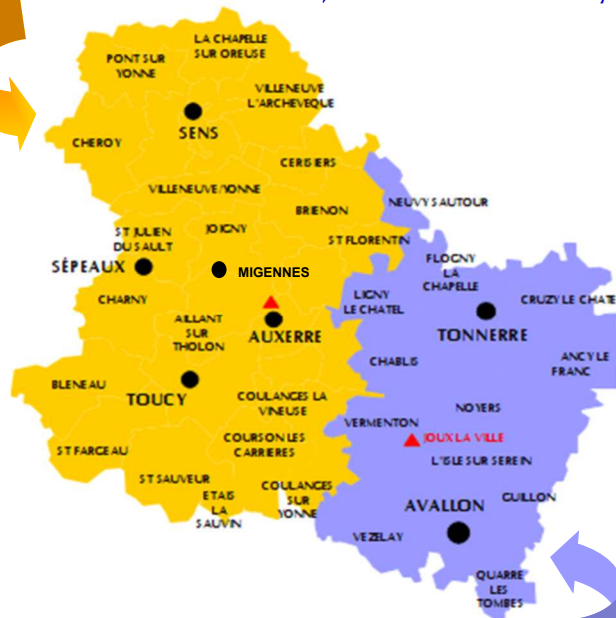 LA CHAPELLE
SUR OREUSE
PONT SUR
YONNE
VILLENEUVE
L'ARCHEVEQUE
SENS
CHEROY
CERISIERS
VILLENEUVE/YONNE
NEUVY SAUTOUR
BRIENON
ST JULIEN
DU SAULT
JOIGNY
ST FLORENTIN
SÉPEAUX
MIGENNES
FLOGNY
LA
CHAPELLE
CHARNY
LIGNY
LE CHATEL
CRUZY LE CHATE
AILLANT
SUR
THOLON
AUXERRE
TONNERRE
CHABLIS
ANCY LE
FRANC
BLENEAU
TOUCY
COULANGES LA
VINEUSE
NOYERS
VERMENTON
COURSON LES
CARRIERES
JOUX LA VILLE
ST FARGEAU
L'ISLE SUR SEREIN
ST SAUVEUR
ETAIS
LA
SAUVIN
COULANGES
SUR
YONNE
AVALLON
GUILLON
VEZELAY
QUARRE
LES
TOMBES